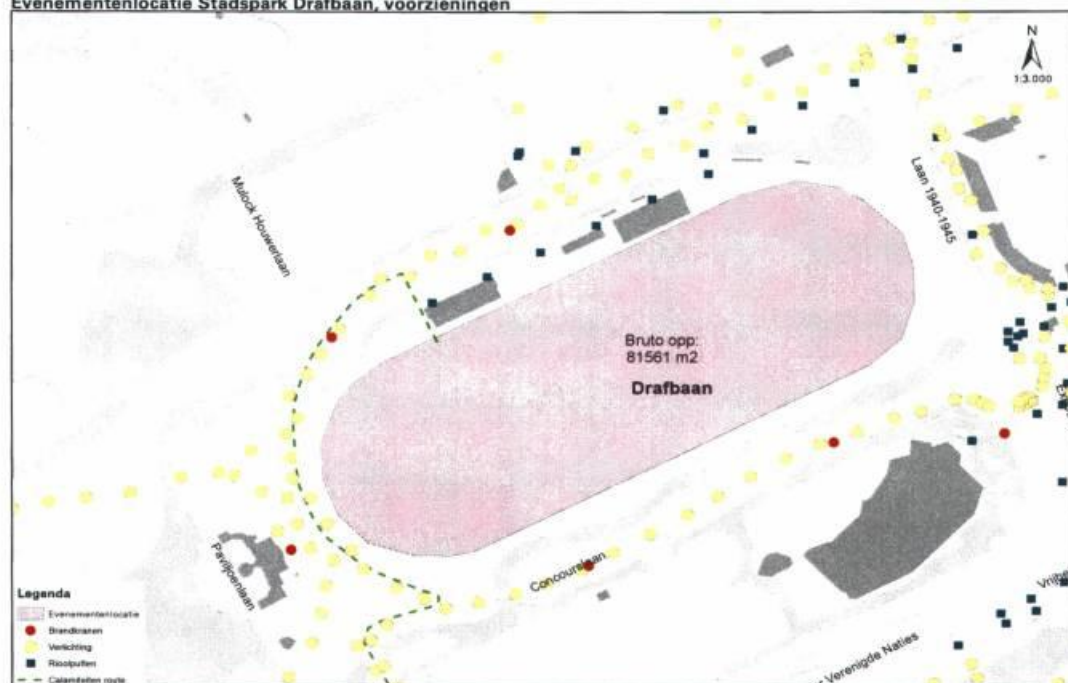 Evenementenlocatie Stadspark Drafbaan, voorzieningen
N
1:3.000
Mulock Houwerlaan
Laan 1940-1945
Bruto opp:
81561 m2
Drafbaan
Concourslaan
Paviljoenlaan
Verenigde Naties
Legenda
Evenementenlocatie
Brandkranen
Verlichting
Rioolputten
Calamiteiten route